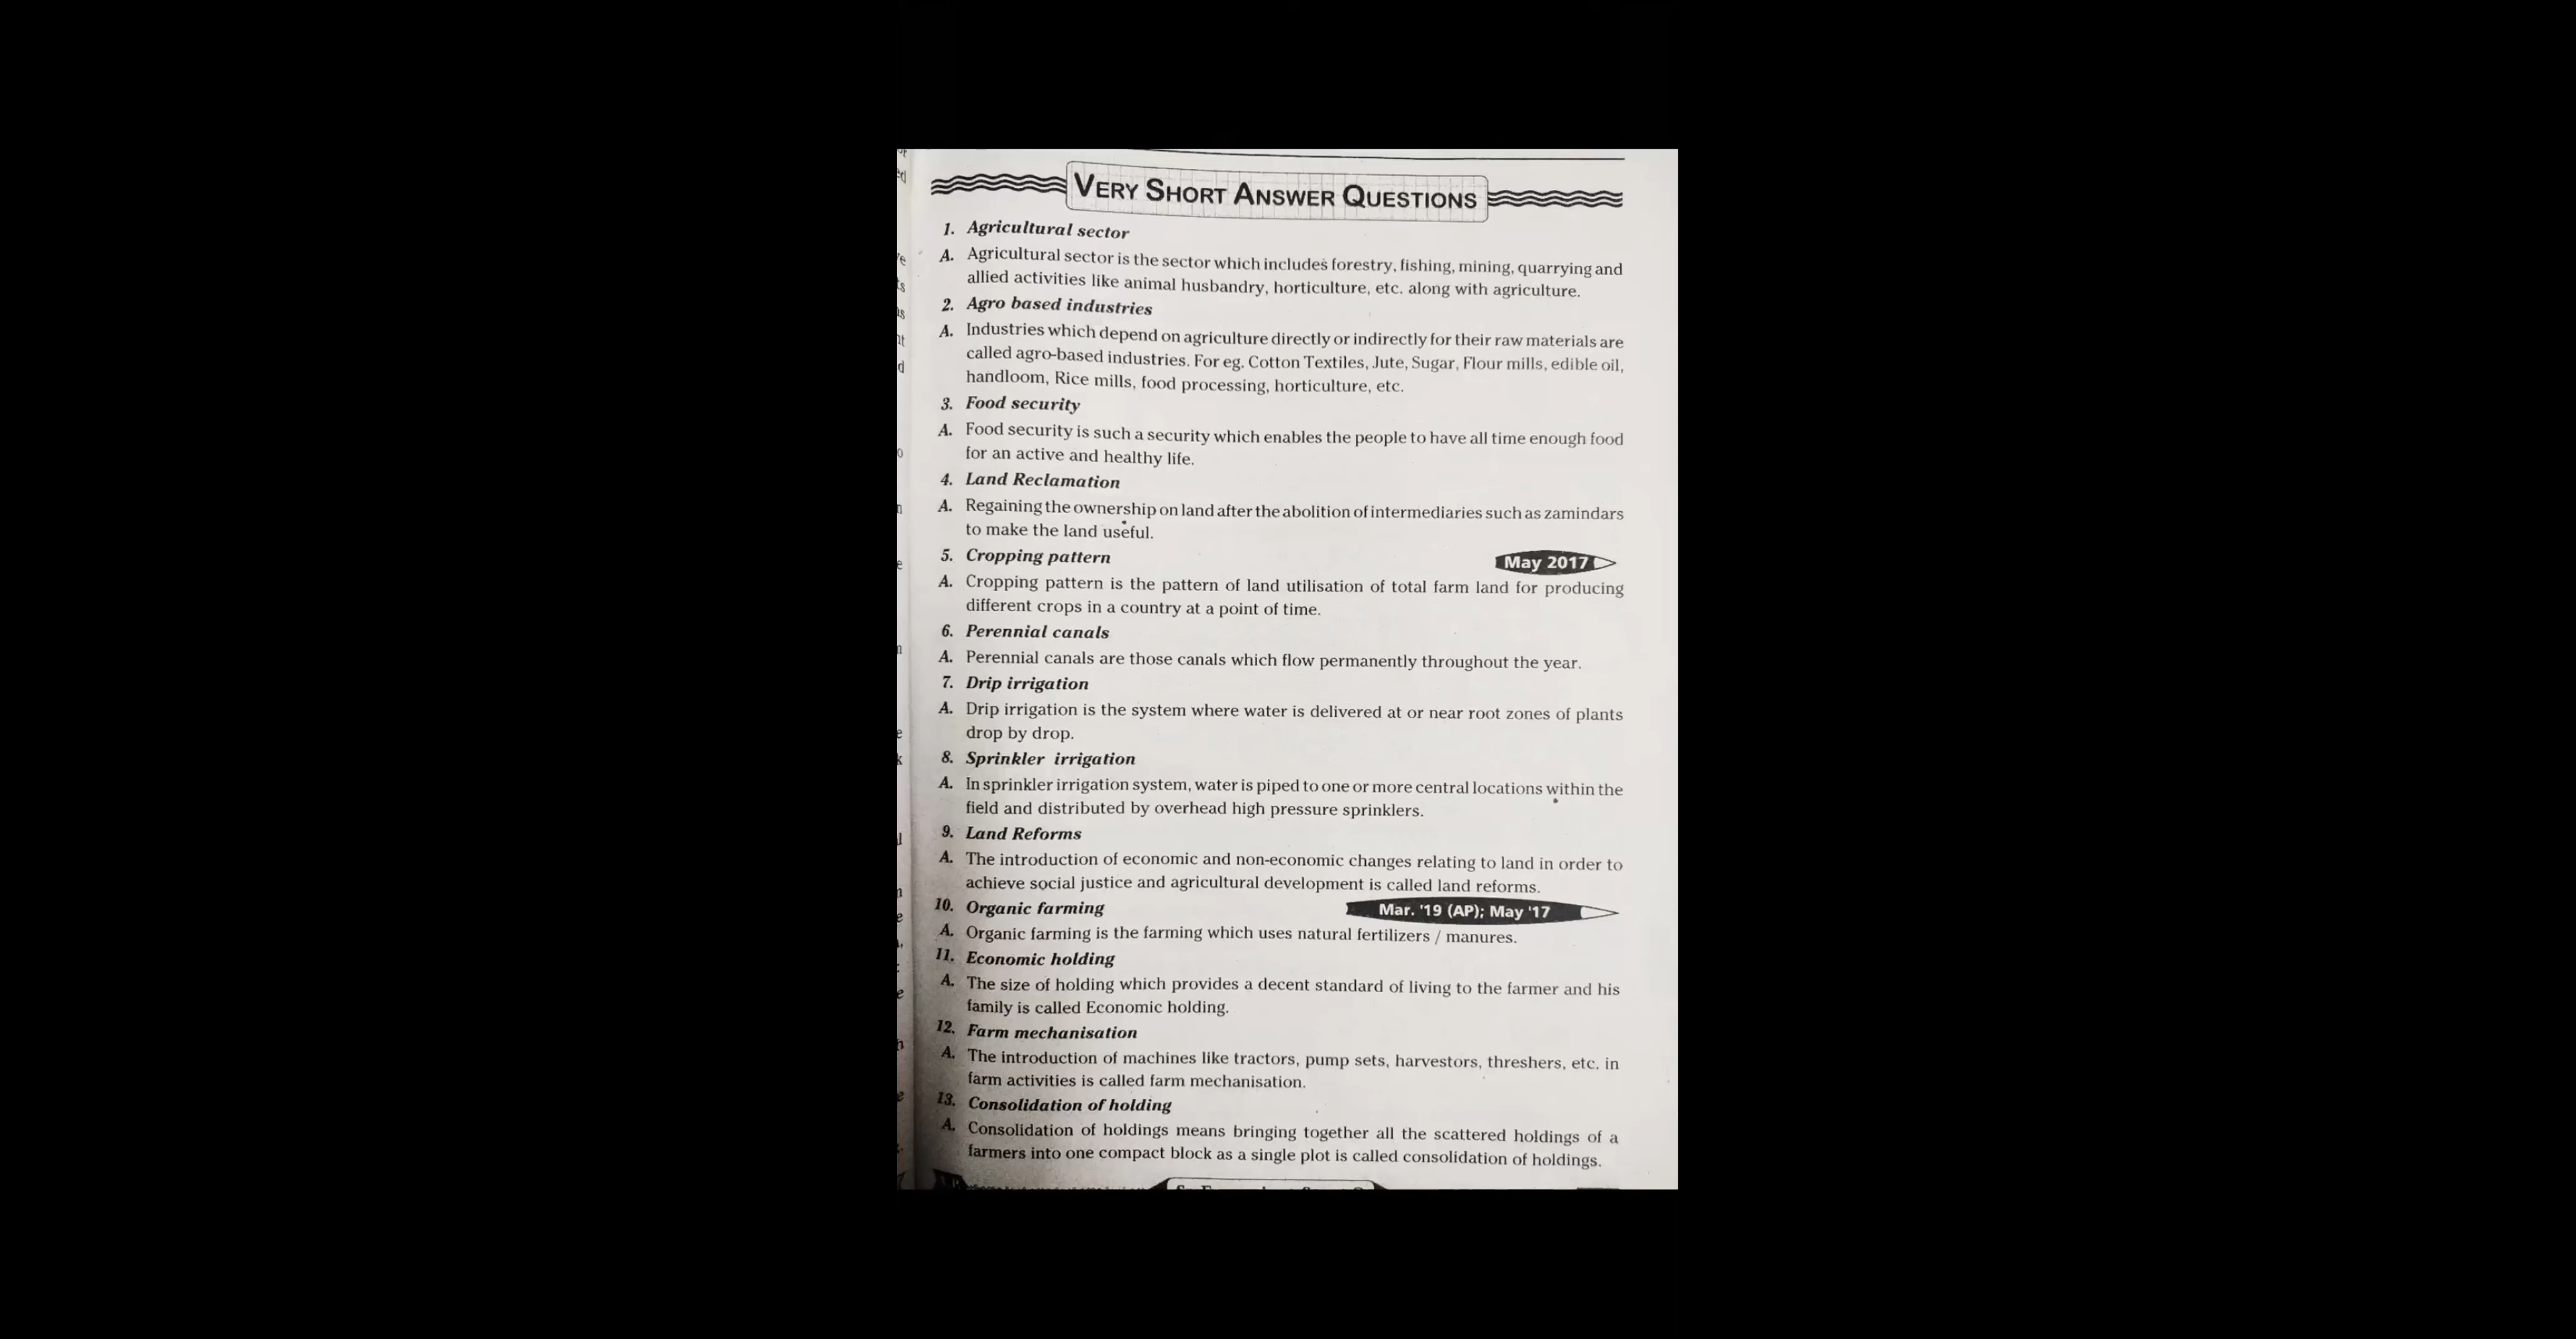 VERY SHORT ANSWER QUESTIONS
1. Agricultural sector
A. Agricultural sector is the sector which includes forestry, fishing, mining, quarrying and
allied activities like animal husbandry, horticulture, etc. along with agriculture.
2. Agro based industries
A. Industries which depend on agriculture directly or indirectly for their raw materials are
called agro-based industries. For eg. Cotton Textiles, Jute, Sugar, Flour mills, edible oil,
handloom, Rice mills, food processing, horticulture, etc.
3. Food security
A. Food security is such a security which enables the people to have all time enough food
for an active and healthy life.
4. Land Reclamation
A. Regaining the ownership on land after the abolition of intermediaries such as zamindars
to make the land useful.
5. Cropping pattern May 2017
A. Cropping pattern is the pattern of land utilisation of total farm land for producing
different crops in a country at a point of time.
6. Perennial canals
A. Perennial canals are those canals which flow permanently throughout the year.
7. Drip irrigation
A. Drip irrigation is the system where water is delivered at or near root zones of plants
drop by drop.
8. Sprinkler irrigation
A. In sprinkler irrigation system, water is piped to one or more central locations within the
field and distributed by overhead high pressure sprinklers.
9. Land Reforms
A. The introduction of economic and non-economic changes relating to land in order to
achieve social justice and agricultural development is called land reforms.
10. Organic farming Mar. '19 (AP); May '17
A. Organic farming is the farming which uses natural fertilizers / manures.
11. Economic holding
A. The size of holding which provides a decent standard of living to the farmer and his
family is called Economic holding.
12. Farm mechanisation
A. The introduction of machines like tractors, pump sets, harvestors, threshers, etc. in
farm activities is called farm mechanisation.
13. Consolidation of holding
A. Consolidation of holdings means bringing together all the scattered holdings of a
farmers into one compact block as a single plot is called consolidation of holdings.